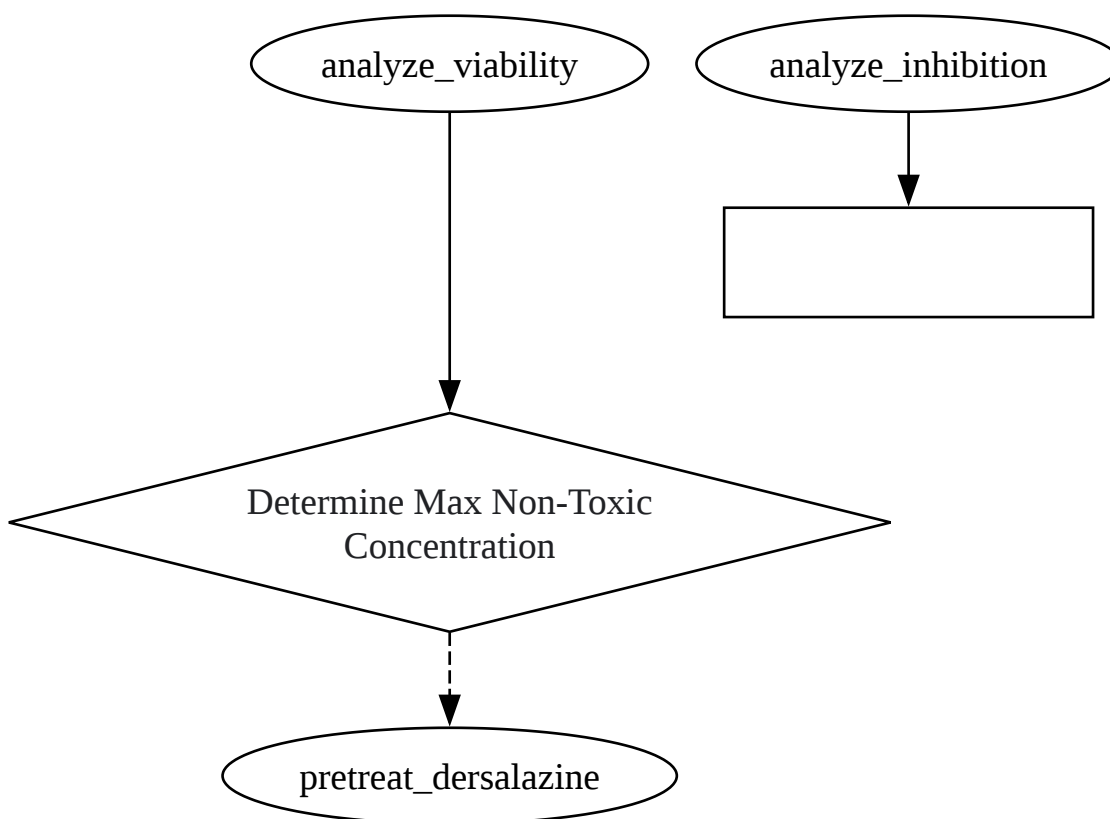 analyze_viability
analyze_inhibition
Determine Max Non-Toxic
Concentration
pretreat_dersalazine